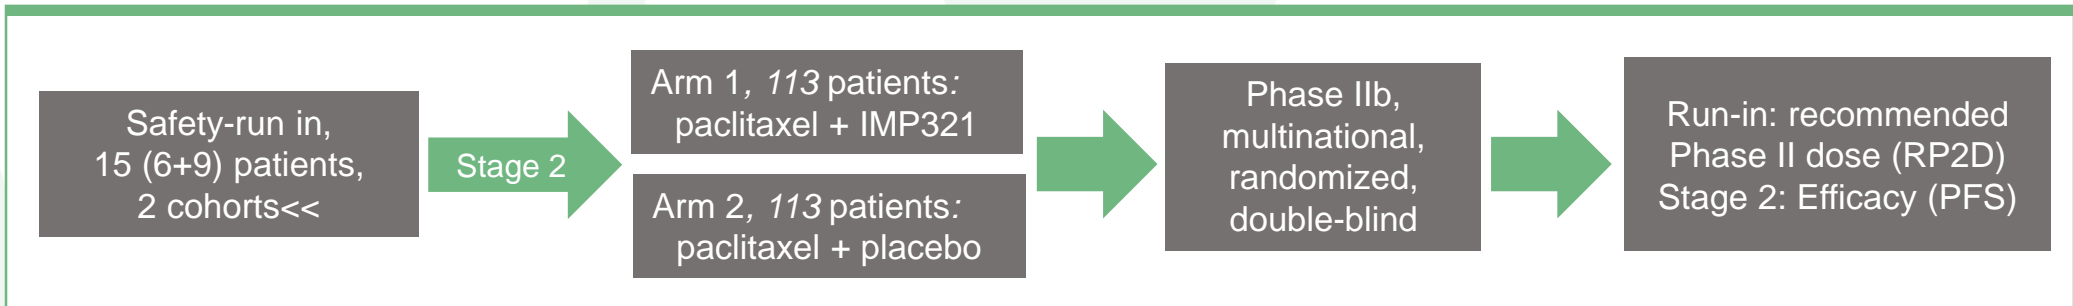 Safety-run in,
15 (6+9) patients,
2 cohorts<<
Stage 2
Arm 1, 113 patients:
paclitaxel + IMP321
Arm 2, 113 patients:
paclitaxel + placebo
Phase IIb,
multinational,
randomized,
double-blind
Run-in: recommended
Phase II dose (RP2D)
Stage 2: Efficacy (PFS)